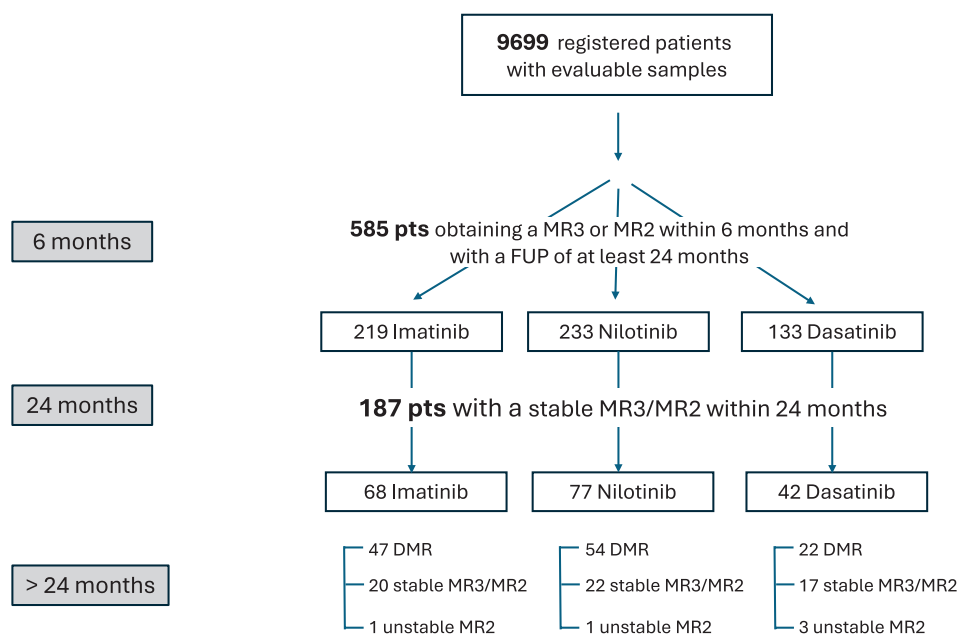 9699 registered patients
with evaluable samples
6 months
585 pts obtaining a MR3 or MR2 within 6 months and
with a FUP of at least 24 months
219 Imatinib
233 Nilotinib
133 Dasatinib
24 months
187 pts with a stable MR3/MR2 within 24 months
68 Imatinib
77 Nilotinib
42 Dasatinib
> 24 months
47 DMR
20 stable MR3/MR2
1 unstable MR2
54 DMR
22 stable MR3/MR2
1 unstable MR2
22 DMR
17 stable MR3/MR2
3 unstable MR2